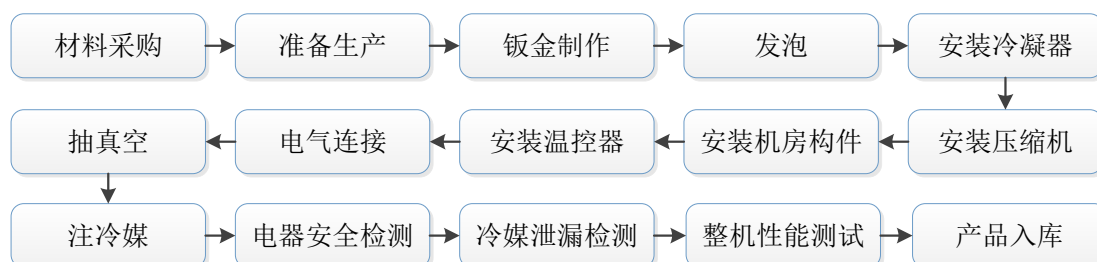 材料采购
准备生产
钣金制作
发泡
安装冷凝器
安装压缩机
安装机房构件
安装温控器
电气连接
抽真空
注冷媒
电器安全检测
冷媒泄漏检测
整机性能测试
产品入库